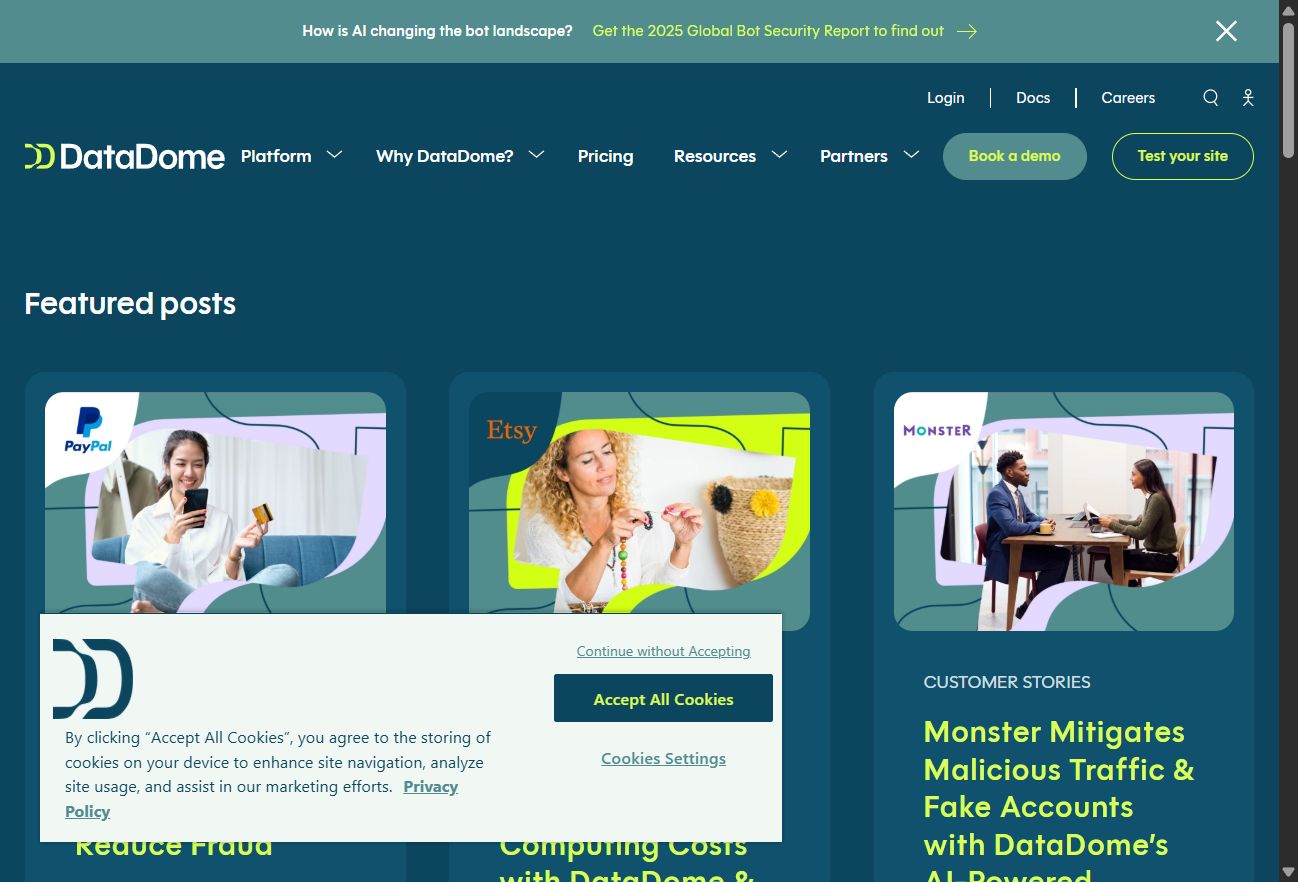 How is AI changing the bot landscape? Get the 2025 Global Bot Security Report to find out
Login
Docs
Careers
DataDome
Platform
Why DataDome?
Pricing
Resources
Partners
Book a demo
Test your site
Featured posts
PayPal
Etsy
MONSTER
CUSTOMER STORIES
Monster Mitigates
Malicious Traffic &
Fake Accounts
with DataDome’s
AI-Powered
Reduce Fraud
Computing Costs
with DataDome &
Continue without Accepting
Accept All Cookies
Cookies Settings
By clicking “Accept All Cookies”, you agree to the storing of
cookies on your device to enhance site navigation, analyze
site usage, and assist in our marketing efforts. Privacy
Policy